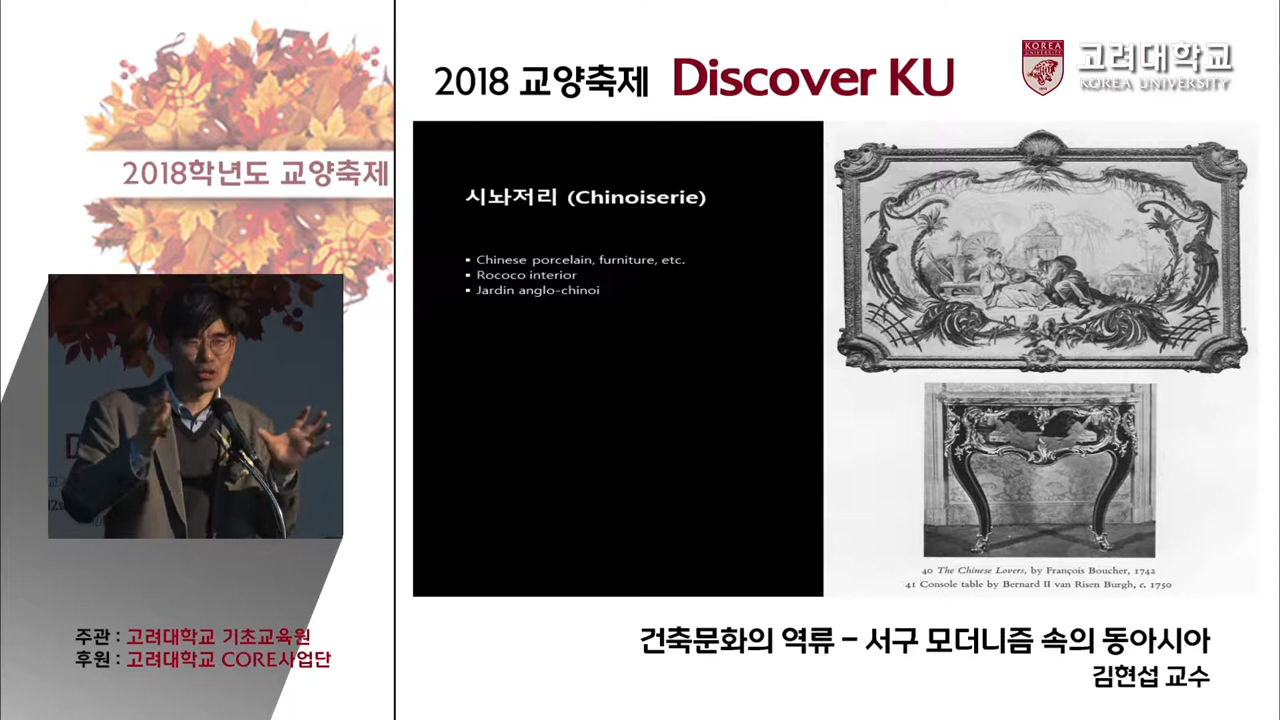 2018학년도 교양축제
주관 : 고려대학교 기초교육원
후원 : 고려대학교 CORE사업단
2018 교양축제 Discover KU
KOREA
고려대학교
KOREA UNIVERSITY
시놔저리 (Chinoiserie)
▪ Chinese porcelain, furniture, etc.
▪ Rococo interior
▪ Jardin anglo-chinoi
40 The Chinese Lovers, by François Boucher, 1742
41 Console table by Bernard II van Risen Burgh, c. 1750
건축문화의 역류 – 서구 모더니즘 속의 동아시아
김현섭 교수